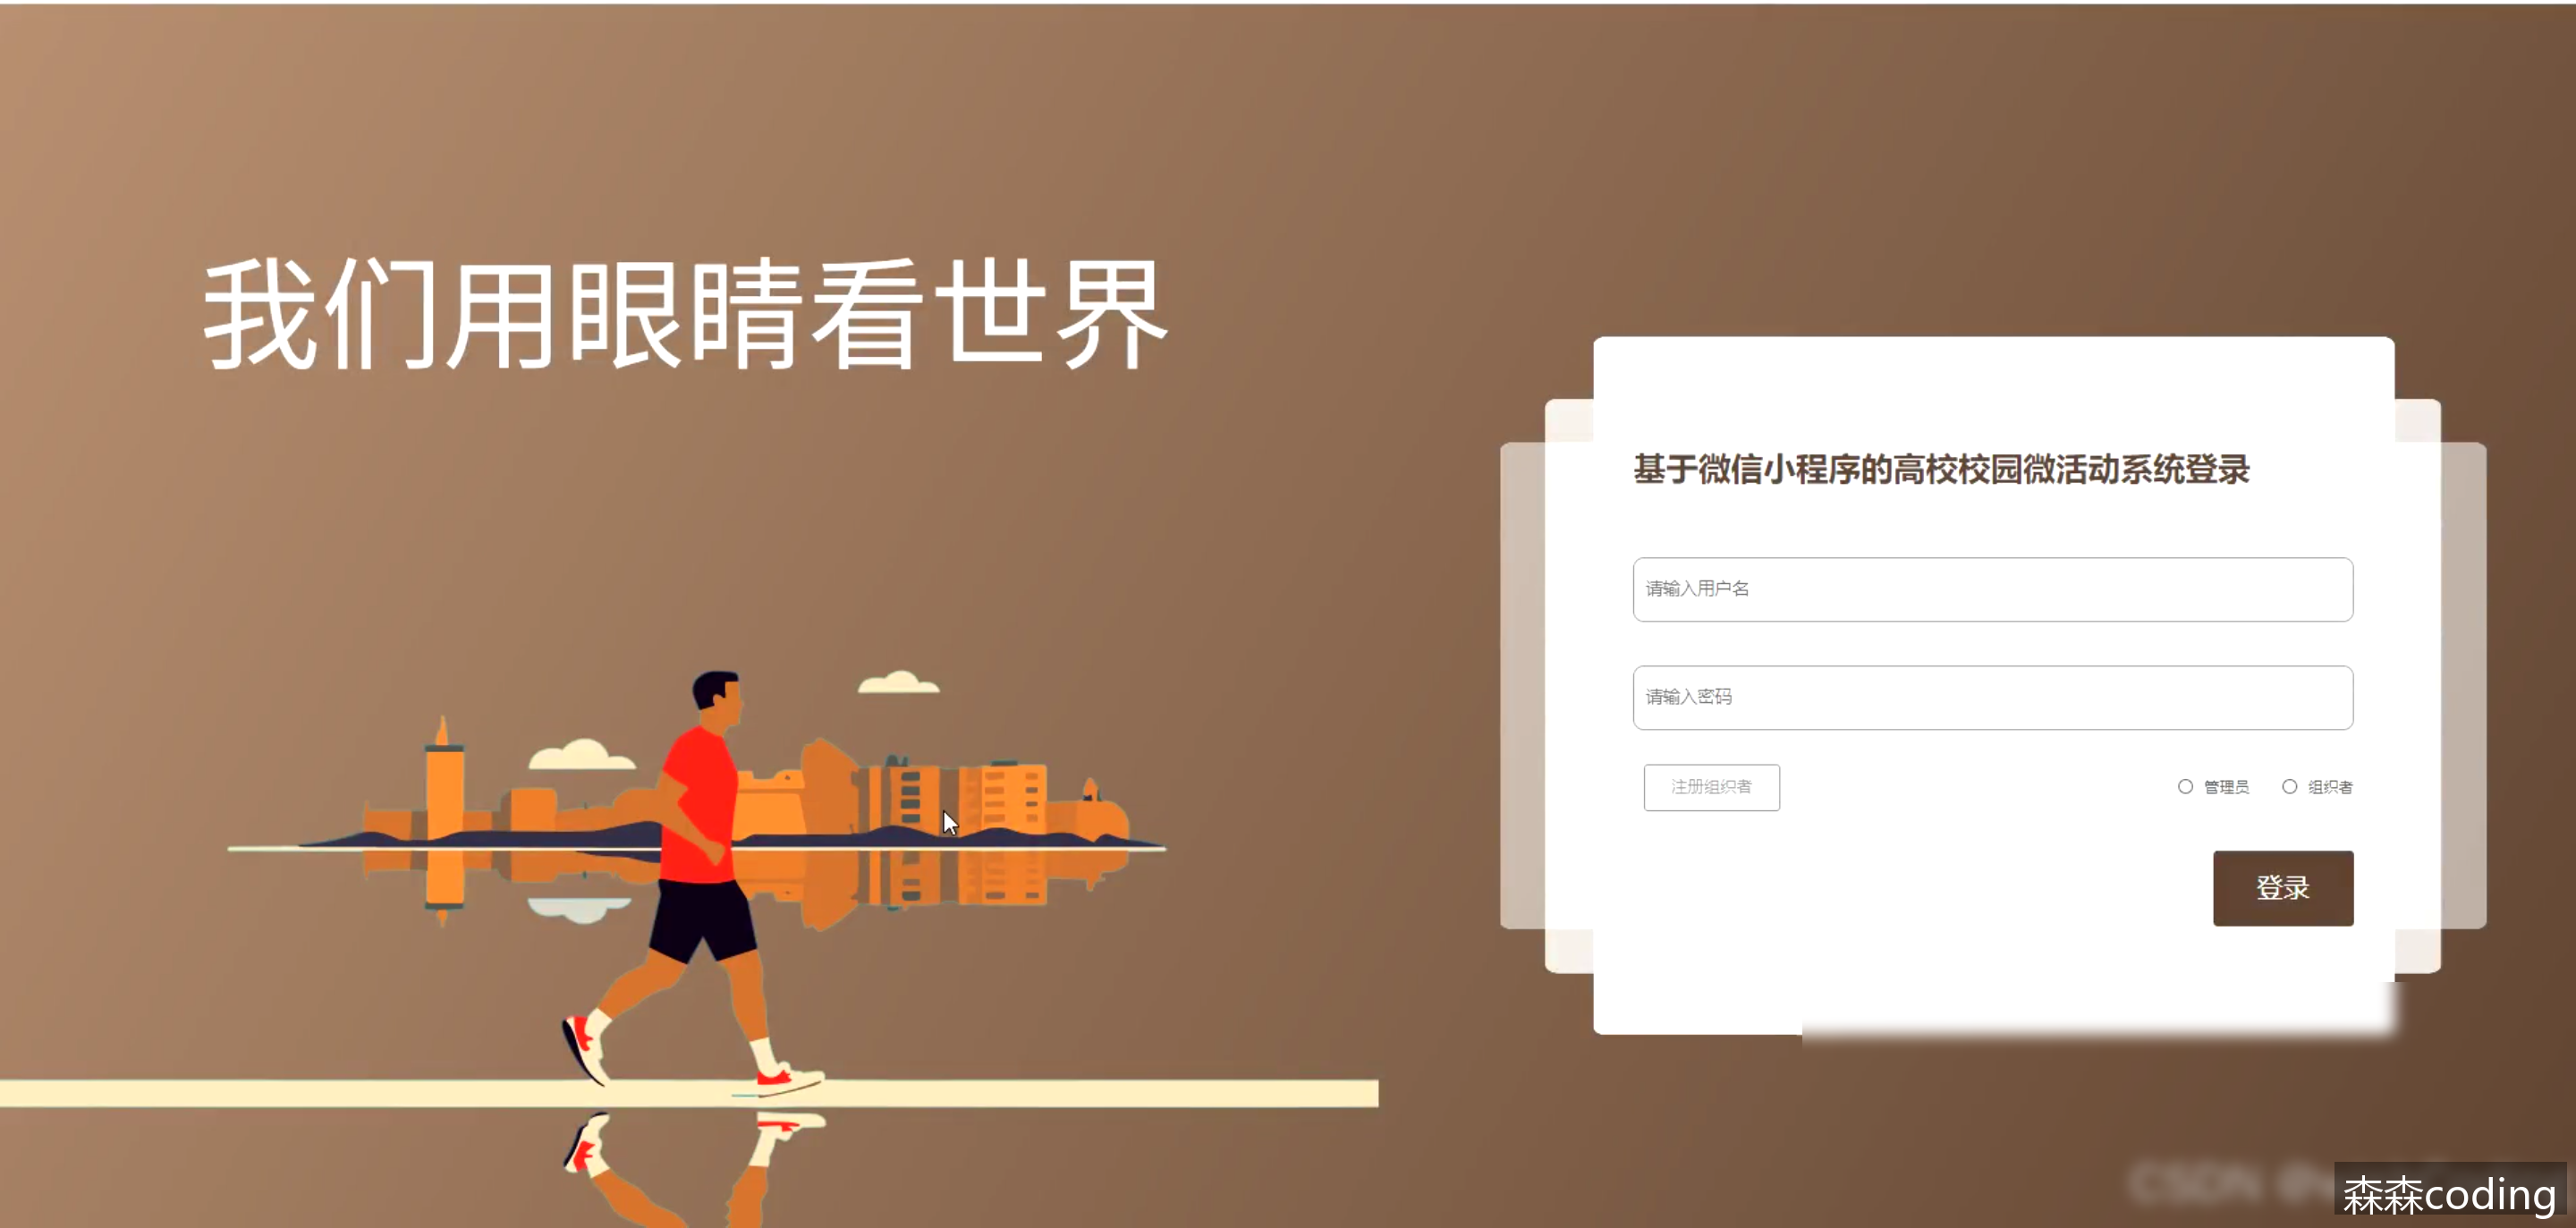 我们用眼睛看世界
基于微信小程序的高校校园微活动系统登录
请输入用户名
请输入密码
注册组织者
管理员
组织者
登录
CSDN
森森coding